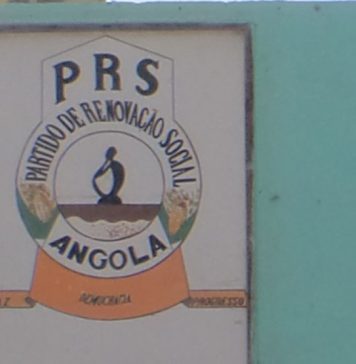 PRS
PARTIDO DE RENOVAÇÃO SOCIAL
ANGOLA
DEMOCRACIA
PROGRESSO